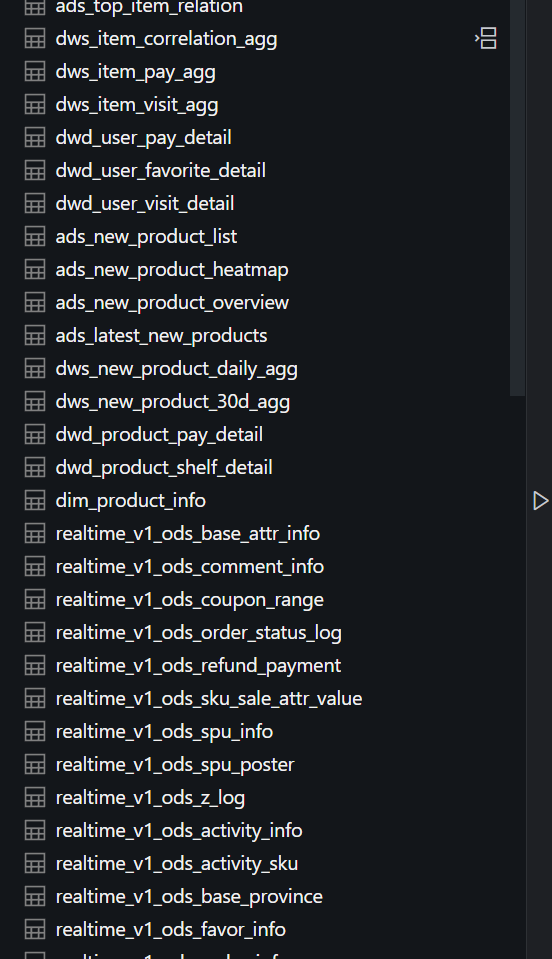 ads_top_item_relation
dws_item_correlation_agg
dws_item_pay_agg
dws_item_visit_agg
dwd_user_pay_detail
dwd_user_favorite_detail
dwd_user_visit_detail
ads_new_product_list
ads_new_product_heatmap
ads_new_product_overview
ads_latest_new_products
dws_new_product_daily_agg
dws_new_product_30d_agg
dwd_product_pay_detail
dwd_product_shelf_detail
dim_product_info
realtime_v1_ods_base_attr_info
realtime_v1_ods_comment_info
realtime_v1_ods_coupon_range
realtime_v1_ods_order_status_log
realtime_v1_ods_refund_payment
realtime_v1_ods_sku_sale_attr_value
realtime_v1_ods_spu_info
realtime_v1_ods_spu_poster
realtime_v1_ods_z_log
realtime_v1_ods_activity_info
realtime_v1_ods_activity_sku
realtime_v1_ods_base_province
realtime_v1_ods_favor_info